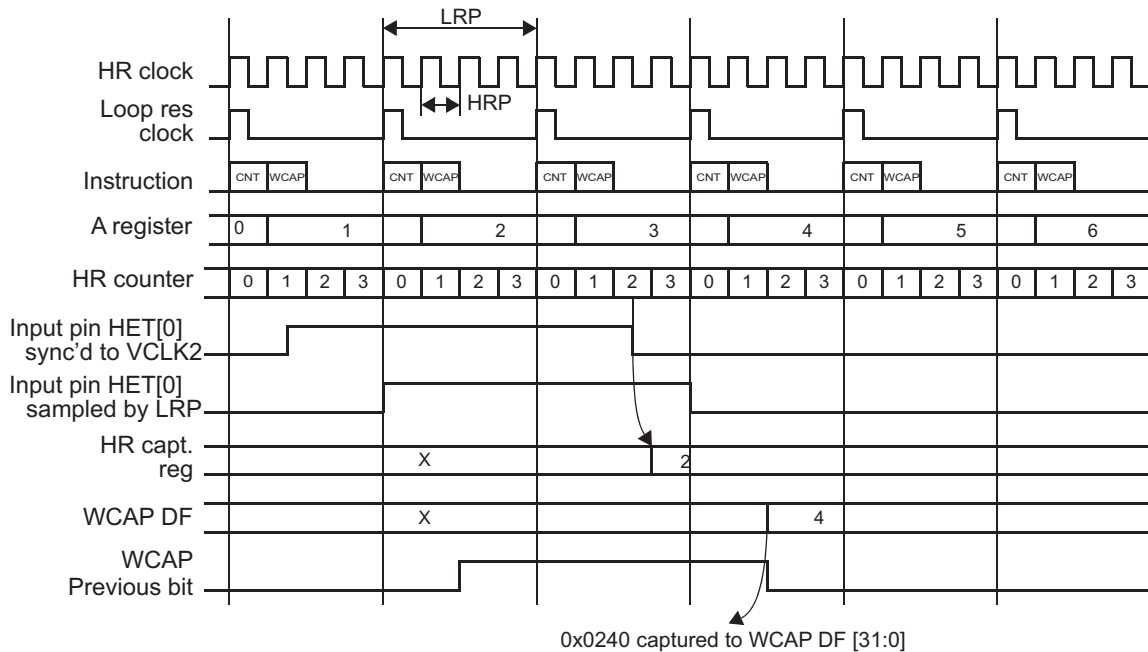 LRP
HR clock
HRP
Loop res
clock
Instruction
CNT WCAP CNT WCAP CNT WCAP CNT WCAP CNT WCAP CNT WCAP
A register
0 1 2 3 4 5 6
HR counter
0 1 2 3 0 1 2 3 0 1 2 3 0 1 2 3 0 1 2 3 0 1 2 3
Input pin HET[0]
sync'd to VCLK2
Input pin HET[0]
sampled by LRP
HR capt.
reg
X 2
WCAP DF
X 4
WCAP
Previous bit
0x0240 captured to WCAP DF [31:0]